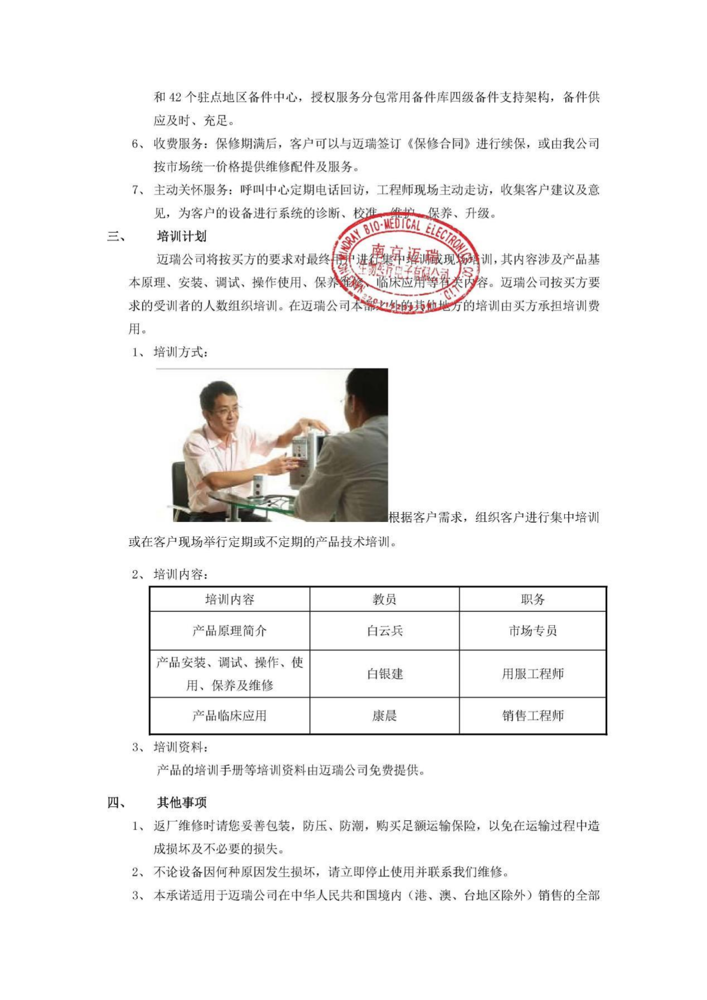 和 42 个驻点地区备件中心，授权服务分包常用备件库四级备件支持架构，备件供
应及时、充足。
6、 收费服务：保修期满后，客户可以与迈瑞签订《保修合同》进行续保，或由我公司
按市场统一价格提供维修配件及服务。
7、 主动关怀服务：呼叫中心定期电话回访，工程师现场主动走访，收集客户建议及意
见，为客户的设备进行系统的诊断、校准、维护、保养、升级。
三、 培训计划
迈瑞公司将按买方的要求对最终用户进行集中培训或现场培训，其内容涉及产品基
本原理、安装、调试、操作使用、保养维修、临床应用等有关内容。迈瑞公司按买方要
求的受训者的人数组织培训。在迈瑞公司本部之外的其他地方的培训由买方承担培训费
用。
NANJING MINDRAY BIO-MEDICAL ELECTRONICS CO., LTD
南京迈瑞
生物医疗电子有限公司
1、 培训方式：
根据客户需求，组织客户进行集中培训
或在客户现场举行定期或不定期的产品技术培训。
2、 培训内容：
培训内容 教员 职务
产品原理简介 白云兵 市场专员
产品安装、调试、操作、使
用、保养及维修 白银建 用服工程师
产品临床应用 康晨 销售工程师
3、 培训资料：
产品的培训手册等培训资料由迈瑞公司免费提供。
四、 其他事项
1、 返厂维修时请您妥善包装，防压、防潮，购买足额运输保险，以免在运输过程中造
成损坏及不必要的损失。
2、 不论设备因何种原因发生损坏，请立即停止使用并联系我们维修。
3、 本承诺适用于迈瑞公司在中华人民共和国境内（港、澳、台地区除外）销售的全部